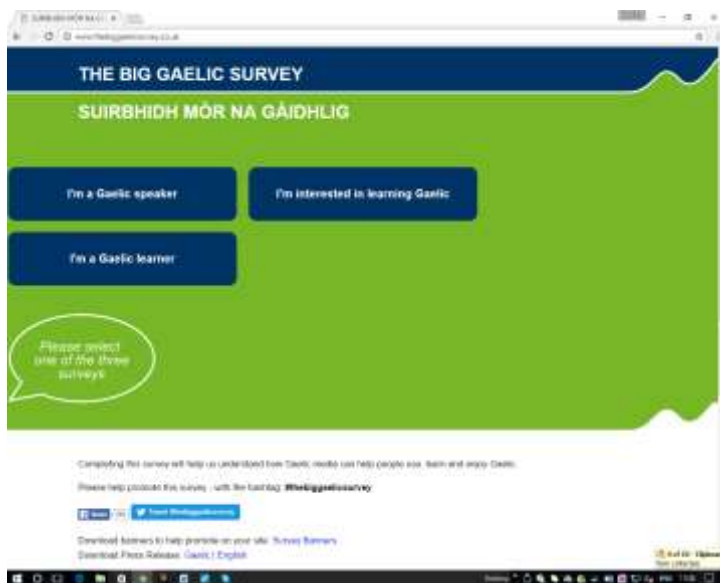 THE BIG GAELIC SURVEY
SUIRBHIDH MÒR NA GÀIDHLIG
I'm a Gaelic speaker
I'm interested in learning Gaelic
I'm a Gaelic learner
Please select
one of the three
surveys
Completing this survey will help us understand how Gaelic media can help people use, learn and enjoy Gaelic.
Please help promote this survey - with the hashtag: #thebiggaelicsurvey
Tweet #thebiggaelicsurvey
Download banners to help promote on your site: Survey Banners
Download Press Release: Gaelic / English